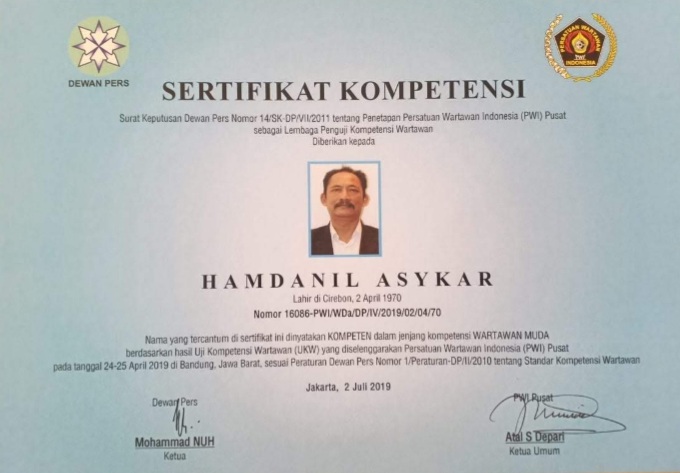 DEWAN PERS
PERSATUAN WARTAWAN
PWI
INDONESIA
SERTIFIKAT KOMPETENSI
Surat Keputusan Dewan Pers Nomor 14/SK-DP/VII/2011 tentang Penetapan Persatuan Wartawan Indonesia (PWI) Pusat
sebagai Lembaga Penguji Kompetensi Wartawan
Diberikan kepada
HAMDANIL ASYKAR
Lahir di Cirebon, 2 April 1970
Nomor 16086-PWI/WDa/DP/IV/2019/02/04/70
Nama yang tercantum di sertifikat ini dinyatakan KOMPETEN dalam jenjang kompetensi WARTAWAN MUDA
berdasarkan hasil Uji Kompetensi Wartawan (UKW) yang diselenggarakan Persatuan Wartawan Indonesia (PWI) Pusat
pada tanggal 24-25 April 2019 di Bandung, Jawa Barat, sesuai Peraturan Dewan Pers Nomor 1/Peraturan-DP/II/2010 tentang Standar Kompetensi Wartawan
Jakarta, 2 Juli 2019
Dewan Pers
Mohammad NUH
Ketua
PWI Pusat
Atal S Depari
Ketua Umum